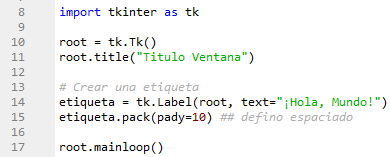 8 import tkinter as tk
9
10 root = tk.Tk()
11 root.title("Titulo Ventana")
12
13 # Crear una etiqueta
14 etiqueta = tk.Label(root, text="¡Hola, Mundo!")
15 etiqueta.pack(pady=10) ## defino espaciado
16
17 root.mainloop()